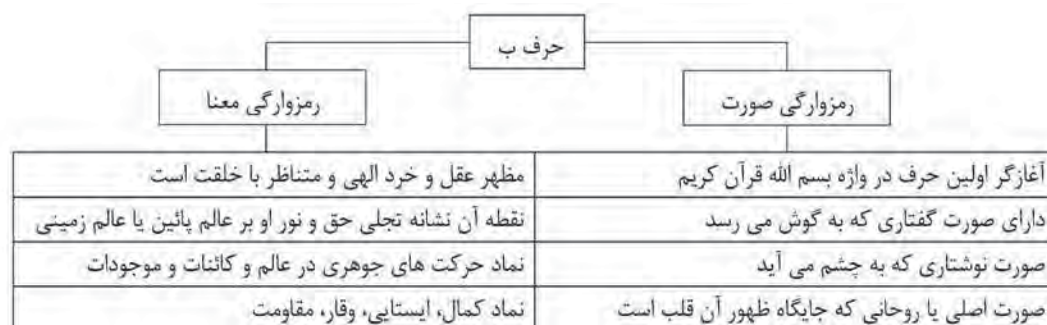 حرف ب
رمزوارگی صورت
رمزوارگی معنا
آغازگر اولین حرف در واژه بسم الله قرآن کریم
مظهر عقل و خرد الهی و متناظر با خلقت است
دارای صورت گفتاری که به گوش می رسد
نقطه آن نشانه تجلی حق و نور او بر عالم پائین یا عالم زمینی
صورت نوشتاری که به چشم می آید
نماد حرکت های جوهری در عالم و کائنات و موجودات
صورت اصلی یا روحانی که جایگاه ظهور آن قلب است
نماد کمال، ایستایی، وقار، مقاومت